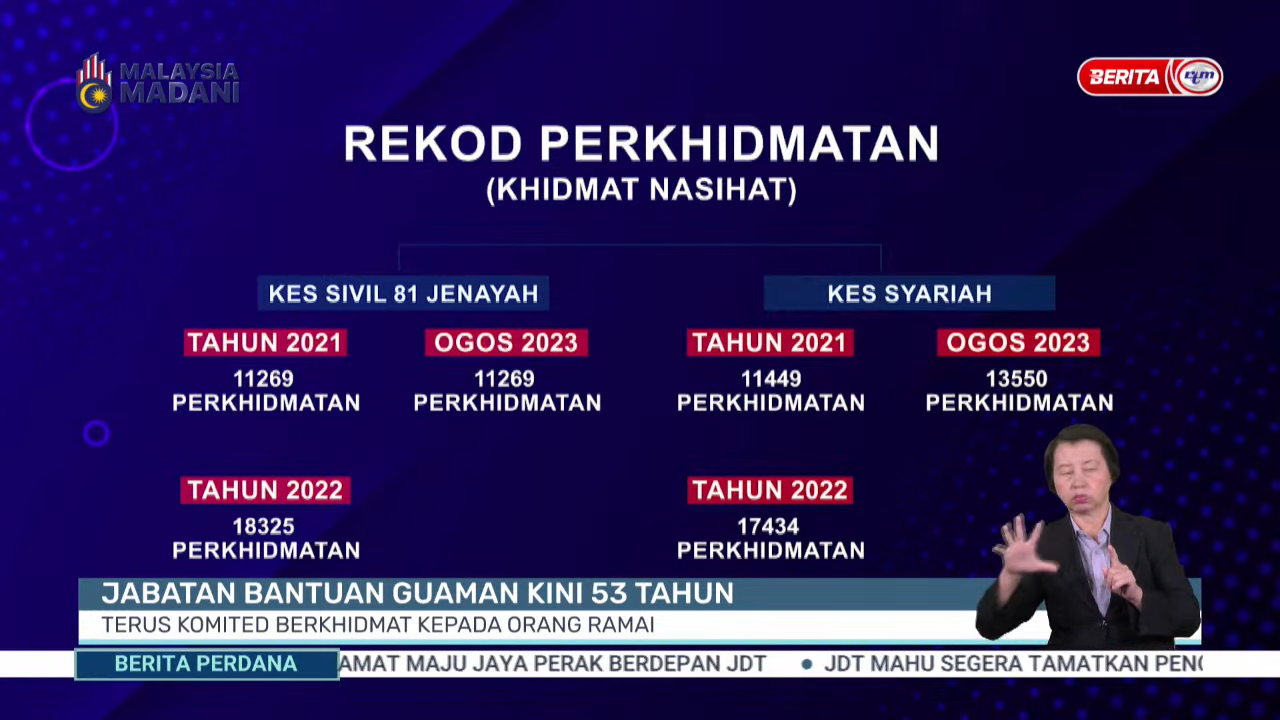 MALAYSIA
MADANI
BERITA rtm
REKOD PERKHIDMATAN
(KHIDMAT NASIHAT)
KES SIVIL 81 JENAYAH
KES SYARIAH
TAHUN 2021
OGOS 2023
TAHUN 2021
OGOS 2023
11269
PERKHIDMATAN
11269
PERKHIDMATAN
11449
PERKHIDMATAN
13550
PERKHIDMATAN
TAHUN 2022
TAHUN 2022
18325
PERKHIDMATAN
17434
PERKHIDMATAN
JABATAN BANTUAN GUAMAN KINI 53 TAHUN
TERUS KOMITED BERKHIDMAT KEPADA ORANG RAMAI
BERITA PERDANA AMAT MAJU JAYA PERAK BERDEPAN JDT • JDT MAHU SEGERA TAMATKAN PENG